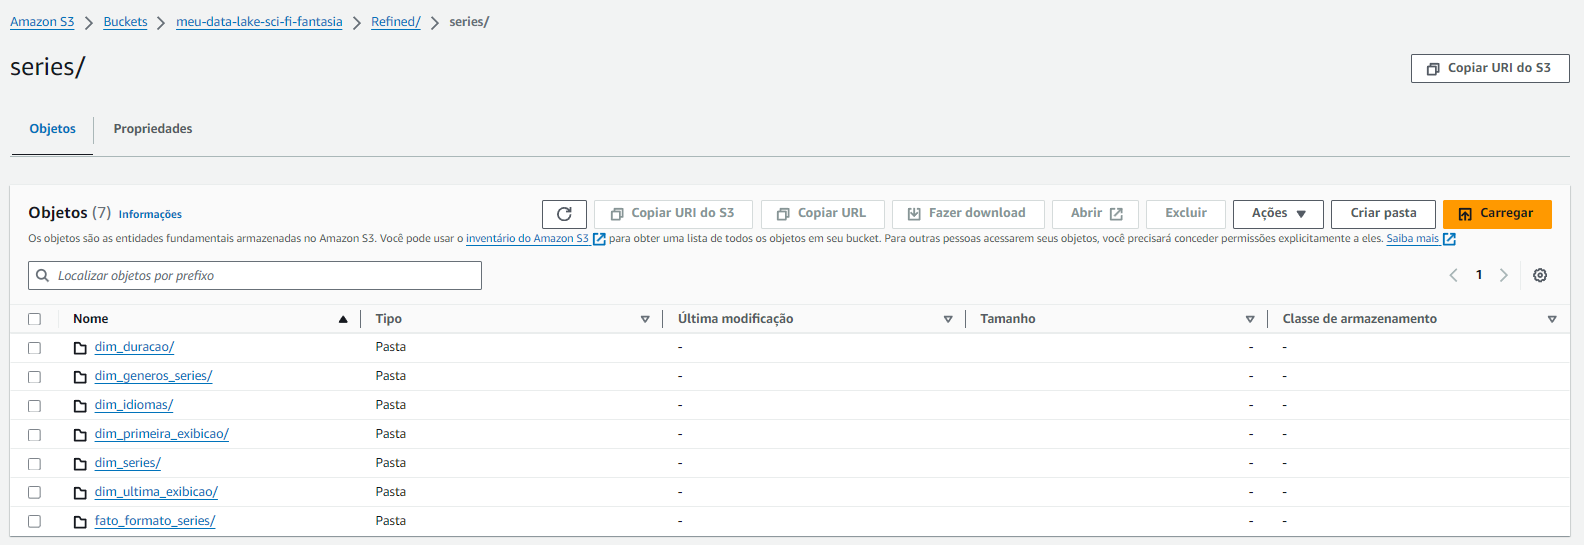 Amazon S3 > Buckets > meu-data-lake-sci-fi-fantasia > Refined/ > series/
series/
Copiar URI do S3
Objetos Propriedades
Objetos (7) Informações
Copiar URI do S3 Copiar URL Fazer download Abrir Excluir Ações Criar pasta Carregar
Os objetos são as entidades fundamentais armazenadas no Amazon S3. Você pode usar o inventário do Amazon S3 para obter uma lista de todos os objetos em seu bucket. Para outras pessoas acessarem seus objetos, você precisará conceder permissões explicitamente a eles. Saiba mais
Localizar objetos por prefixo
1
Nome Tipo Última modificação Tamanho Classe de armazenamento
dim_duracao/ Pasta - - -
dim_generos_series/ Pasta - - -
dim_idiomas/ Pasta - - -
dim_primeira_exibicao/ Pasta - - -
dim_series/ Pasta - - -
dim_ultima_exibicao/ Pasta - - -
fato_formato_series/ Pasta - - -